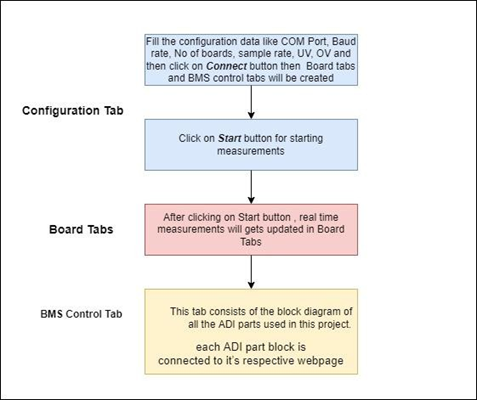 Fill the configuration data like COM Port, Baud
rate, No of boards, sample rate, UV, OV and
then click on Connect button then Board tabs
and BMS control tabs will be created
Configuration Tab
Click on Start button for starting
measurements
Board Tabs
After clicking on Start button , real time
measurements will gets updated in Board
Tabs
BMS Control Tab
This tab consists of the block diagram of
all the ADI parts used in this project.
each ADI part block is
connected to it's respective webpage